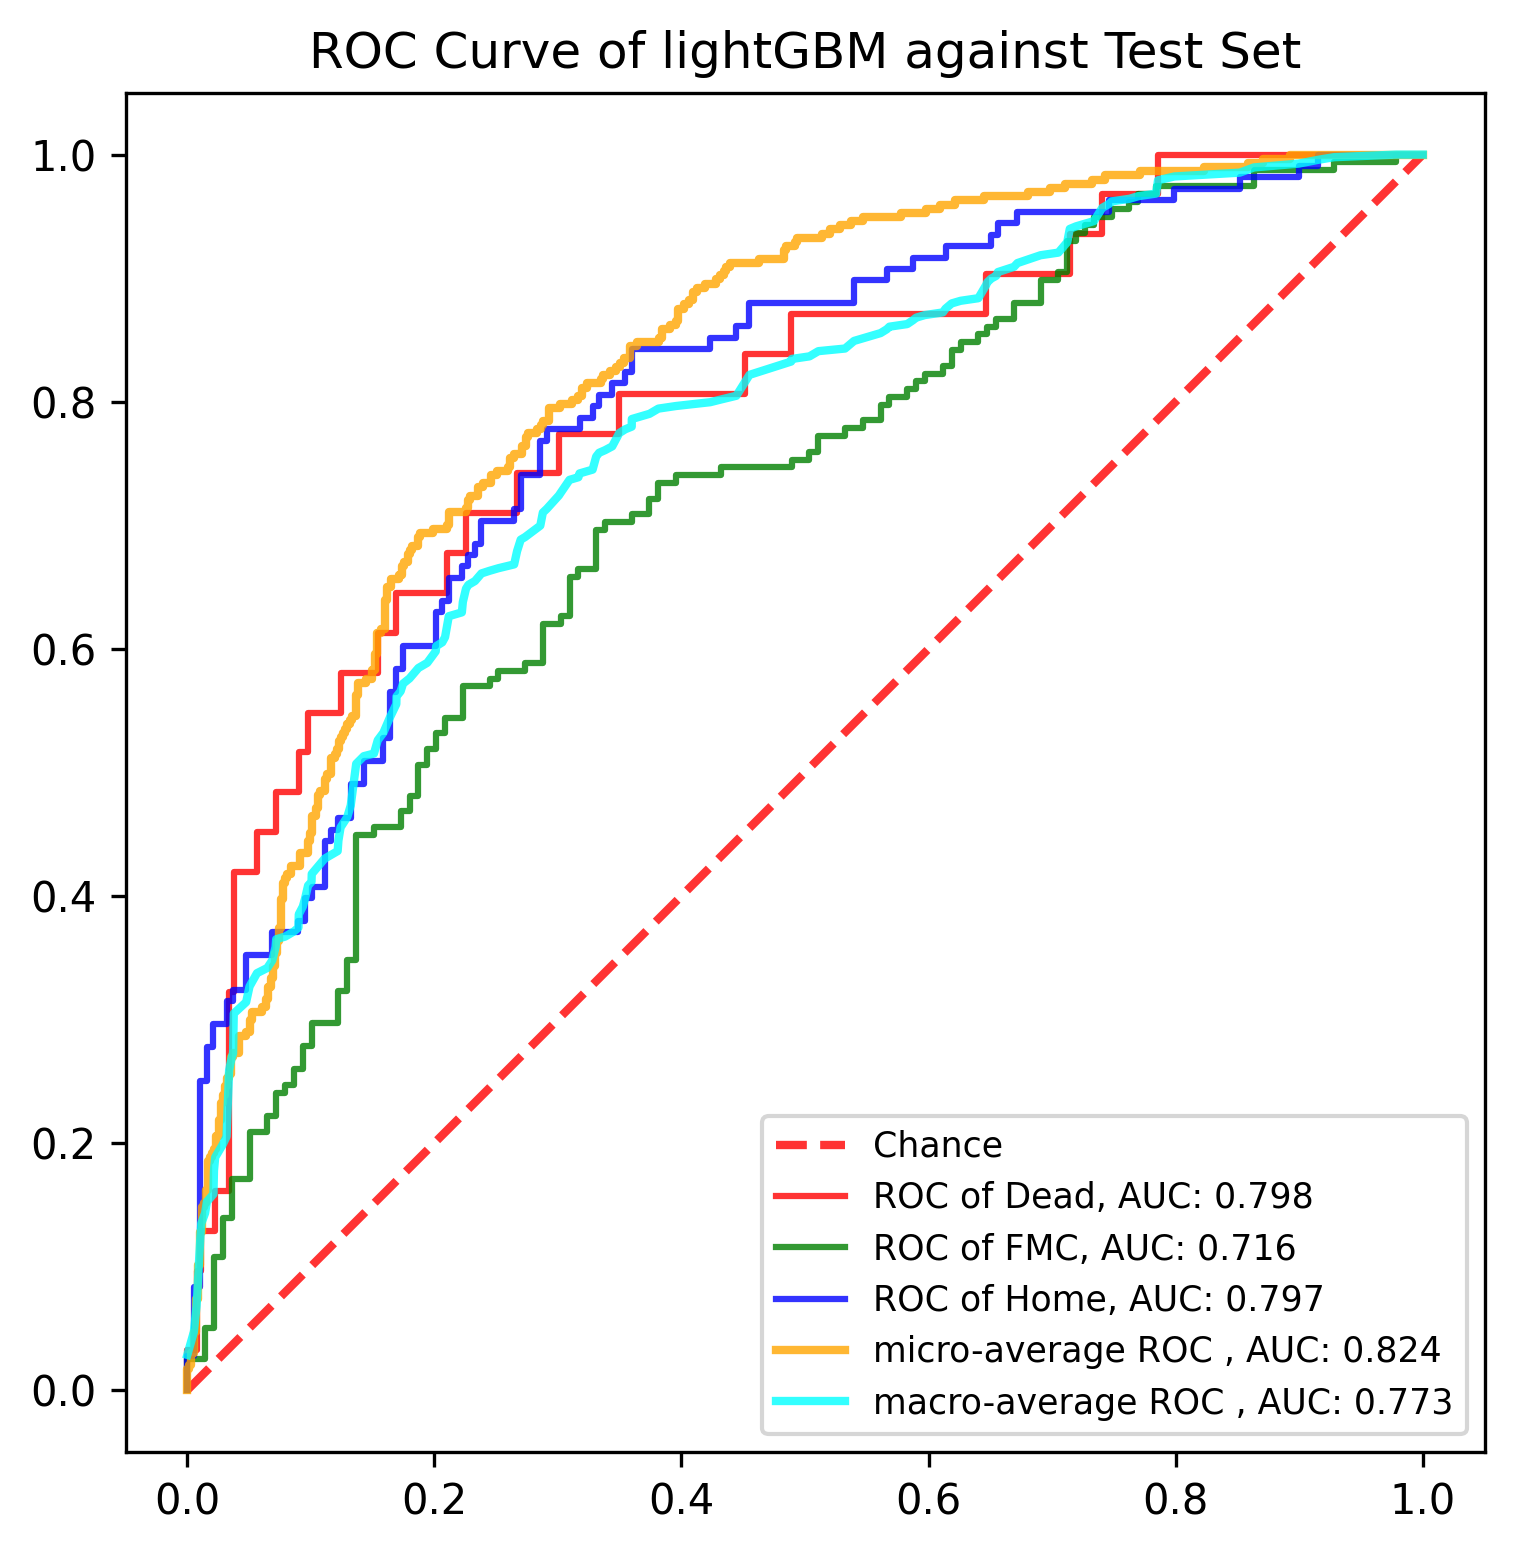 ROC Curve of lightGBM against Test Set
1.0
0.8
0.6
0.4
0.2
0.0
0.0 0.2 0.4 0.6 0.8 1.0
Chance
ROC of Dead, AUC: 0.798
ROC of FMC, AUC: 0.716
ROC of Home, AUC: 0.797
micro-average ROC , AUC: 0.824
macro-average ROC , AUC: 0.773